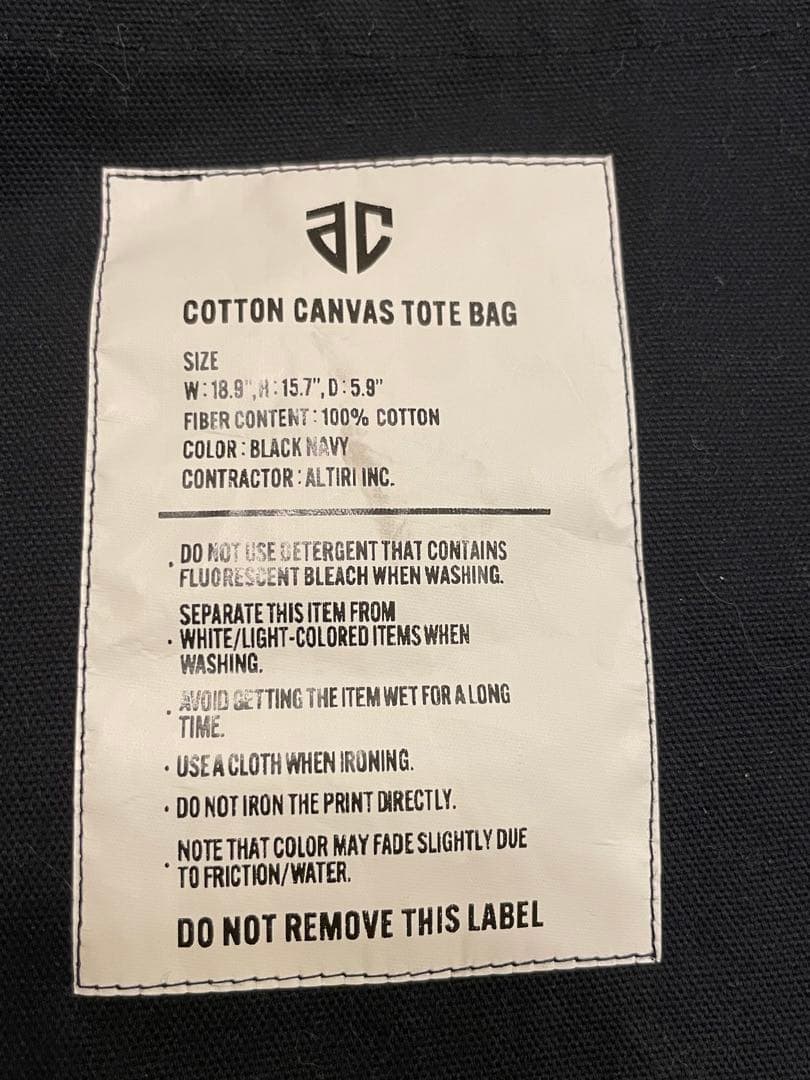 ac
COTTON CANVAS TOTE BAG
SIZE
W:18.9",H:15.7",D:5.9"
FIBER CONTENT:100% COTTON
COLOR:BLACK NAVY
CONTRACTOR:ALTIRI INC.
. DO NOT USE DETERGENT THAT CONTAINS
FLUORESCENT BLEACH WHEN WASHING.
SEPARATE THIS ITEM FROM
· WHITE/LIGHT-COLORED ITEMS WHEN
WASHING.
. AVOID GETTING THE ITEM WET FOR A LONG
TIME.
· USE A CLOTH WHEN IRONING.
· DO NOT IRON THE PRINT DIRECTLY.
· NOTE THAT COLOR MAY FADE SLIGHTLY DUE
TO FRICTION/WATER.
DO NOT REMOVE THIS LABEL